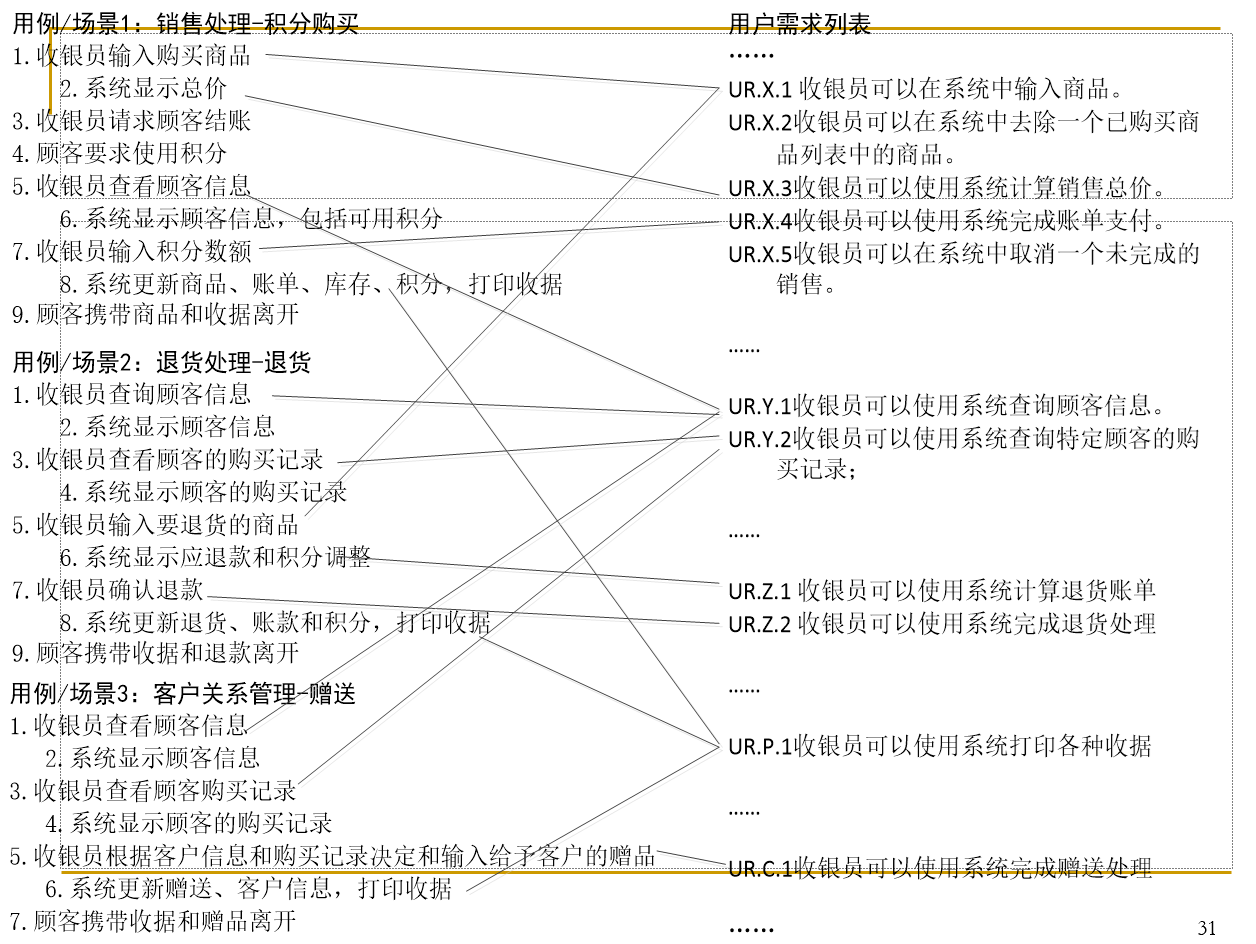 用例/场景1：销售处理-积分购买
1.收银员输入购买商品
2.系统显示总价
3.收银员请求顾客结账
4.顾客要求使用积分
5.收银员查看顾客信息
6.系统显示顾客信息，包括可用积分
7.收银员输入积分数额
8.系统更新商品、账单、库存、积分，打印收据
9.顾客携带商品和收据离开
用例/场景2：退货处理-退货
1.收银员查询顾客信息
2.系统显示顾客信息
3.收银员查看顾客的购买记录
4.系统显示顾客的购买记录
5.收银员输入要退货的商品
6.系统显示应退款和积分调整
7.收银员确认退款
8.系统更新退货、账款和积分，打印收据
9.顾客携带收据和退款离开
用例/场景3：客户关系管理-赠送
1.收银员查看顾客信息
2.系统显示顾客信息
3.收银员查看顾客购买记录
4.系统显示顾客的购买记录
5.收银员根据客户信息和购买记录决定和输入给予客户的赠品
6.系统更新赠送、客户信息，打印收据
7.顾客携带收据和赠品离开
用户需求列表
……
UR.X.1 收银员可以在系统中输入商品。
UR.X.2收银员可以在系统中去除一个已购买商
品列表中的商品。
UR.X.3收银员可以使用系统计算销售总价。
UR.X.4收银员可以使用系统完成账单支付。
UR.X.5收银员可以在系统中取消一个未完成的
销售。
……
UR.Y.1收银员可以使用系统查询顾客信息。
UR.Y.2收银员可以使用系统查询特定顾客的购
买记录；
……
UR.Z.1 收银员可以使用系统计算退货账单
UR.Z.2 收银员可以使用系统完成退货处理
……
UR.P.1收银员可以使用系统打印各种收据
……
UR.C.1收银员可以使用系统完成赠送处理
……
31